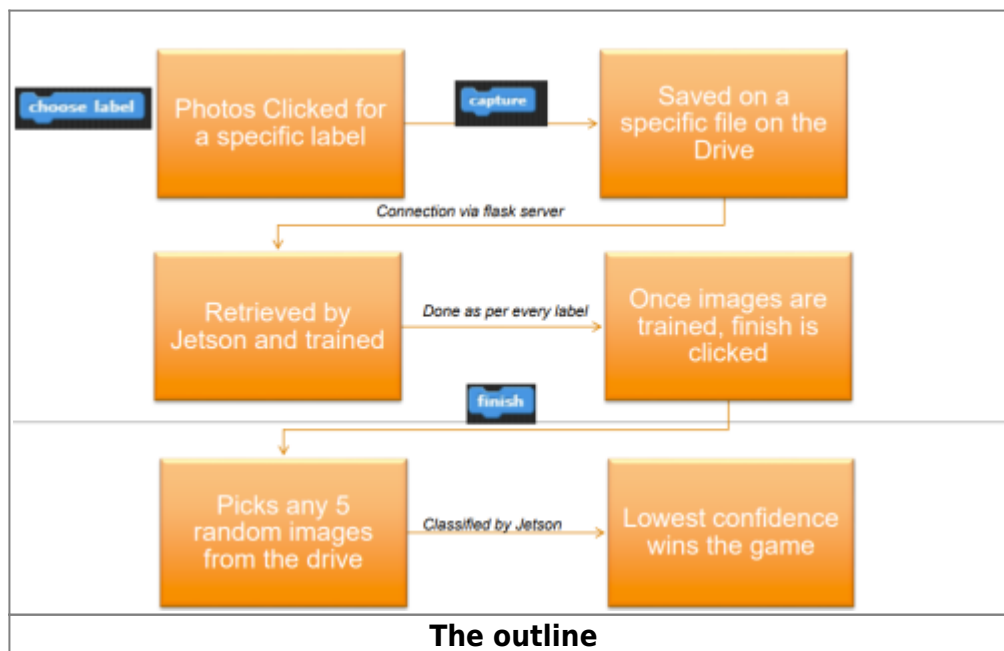 choose label
Photos Clicked for
a specific label
capture
Saved on a
specific file on the
Drive
Connection via flask server
Retrieved by
Jetson and trained
Done as per every label
Once images are
trained, finish is
clicked
finish
Picks any 5
random images
from the drive
Classified by Jetson
Lowest confidence
wins the game
The outline